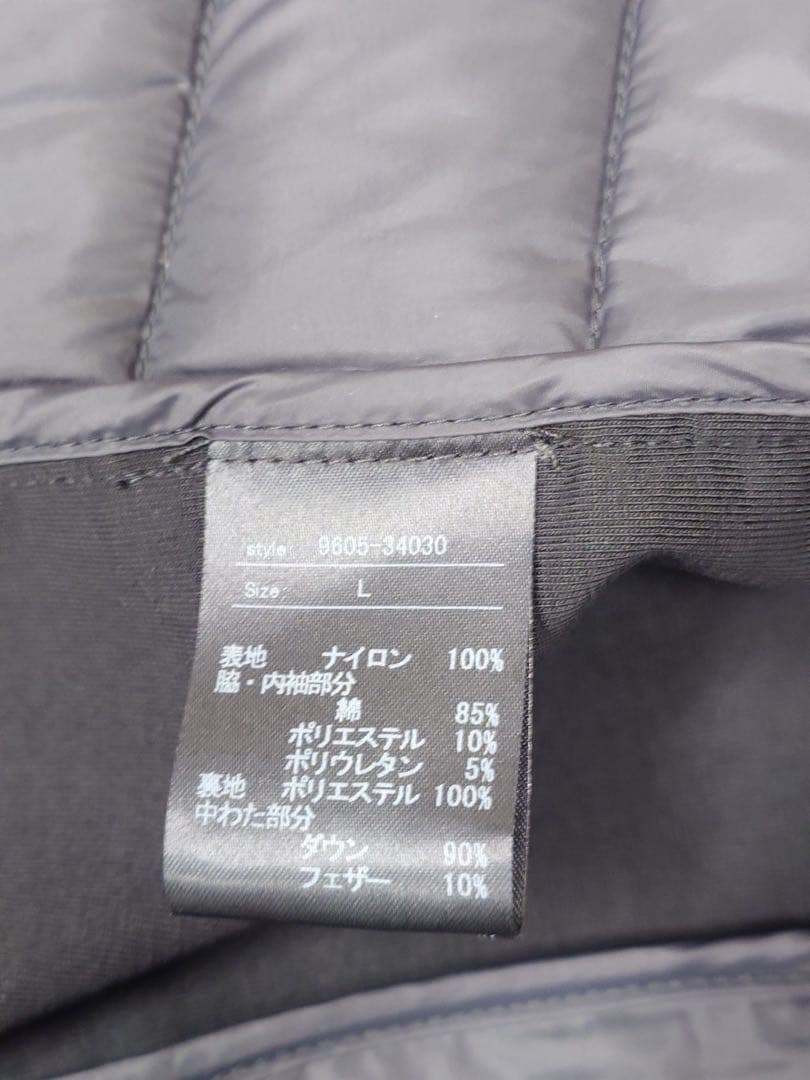 style: 9605-34030
Size: L
表地 ナイロン 100%
脇・内袖部分
綿 85%
ポリエステル 10%
ポリウレタン 5%
裏地 ポリエステル 100%
中わた部分
ダウン 90%
フェザー 10%